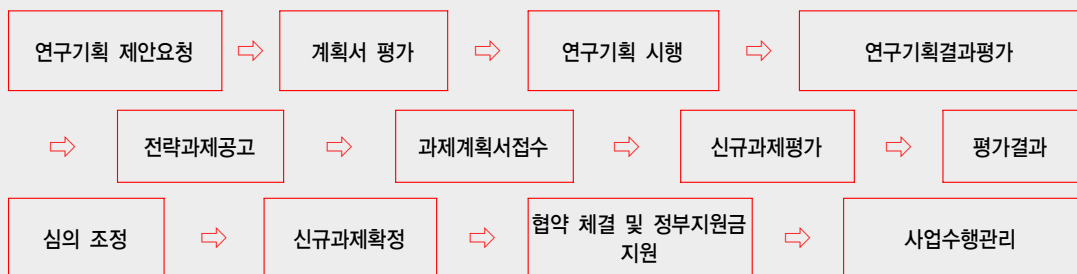 연구기획 제안요청 ⇨ 계획서 평가 ⇨ 연구기획 시행 ⇨ 연구기획결과평가
⇨ 전략과제공고 ⇨ 과제계획서접수 ⇨ 신규과제평가 ⇨ 평가결과
심의 조정 ⇨ 신규과제확정 ⇨ 협약 체결 및 정부지원금
지원 ⇨ 사업수행관리